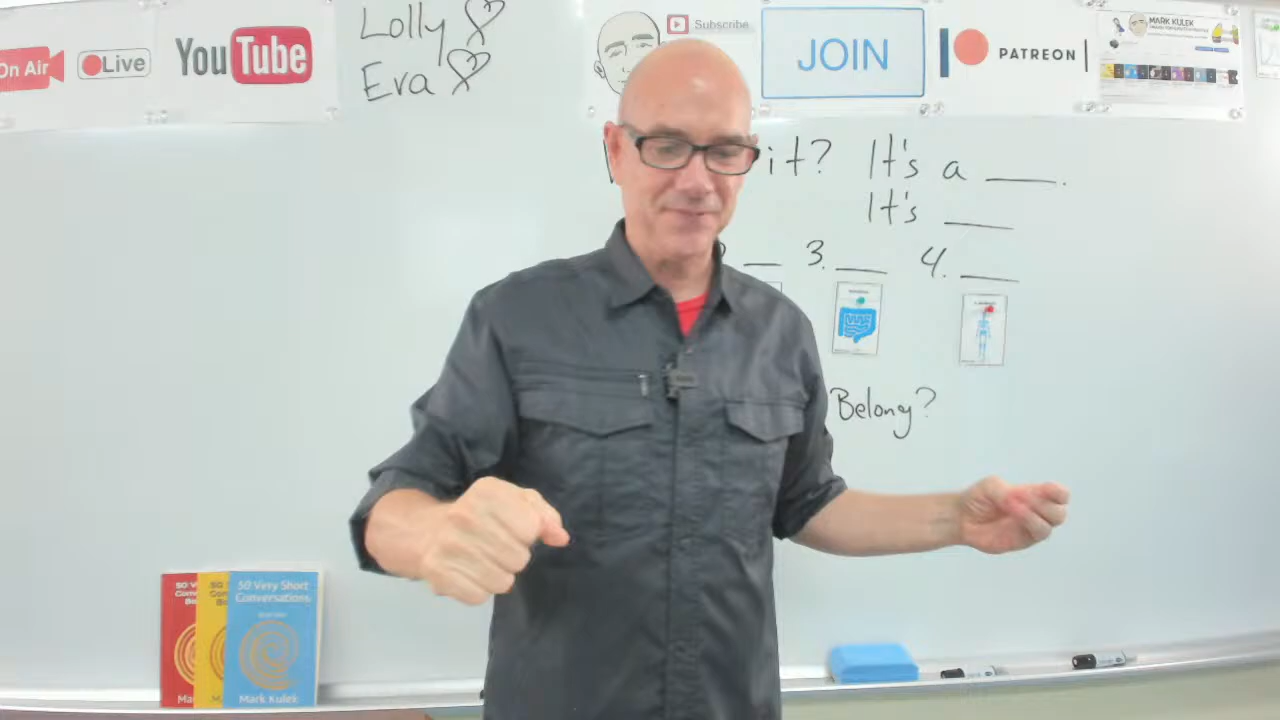 On Air
Live
YouTube
Lolly
Eva
Subscribe
JOIN
PATREON
MARK KULEK
it? It's a ___.
It's ___
3. ___ 4. ___
Belong?
50 Very Short
Conversations
Mark Kulek